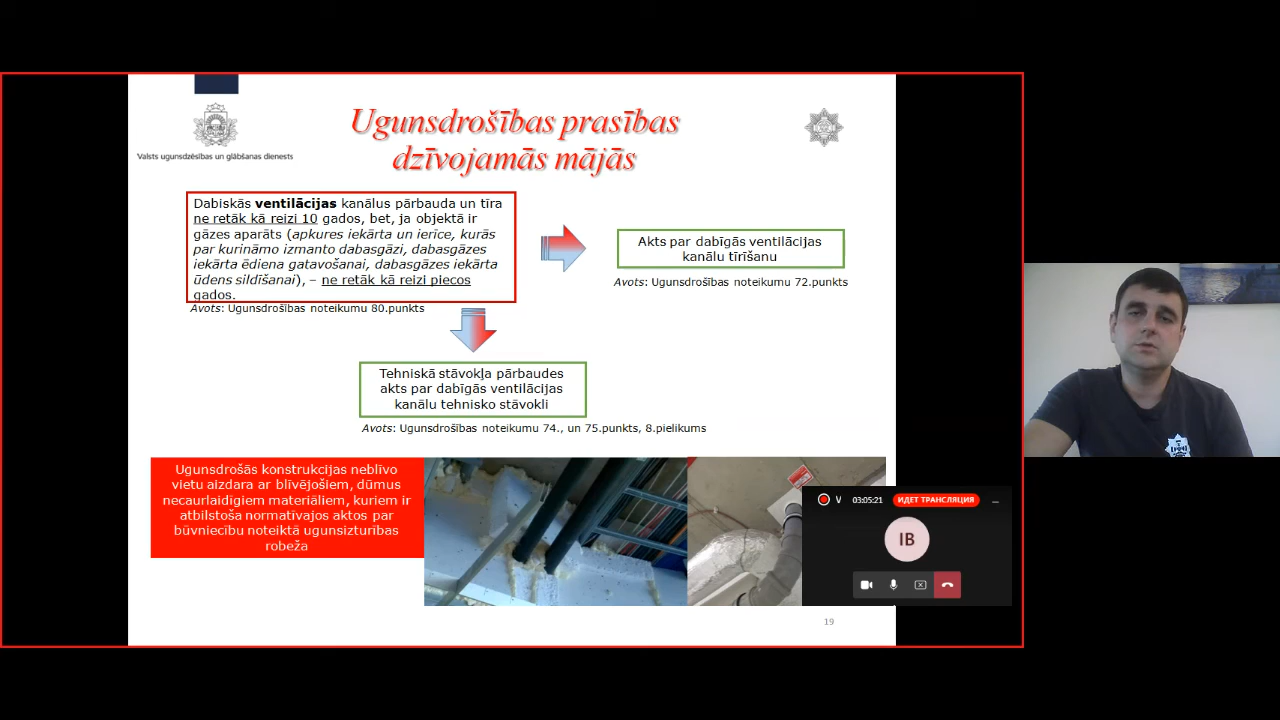 Ugunsdrošības prasības
dzīvojamās mājās
Valsts ugunsdzēsības un glābšanas dienests
Dabiskās ventilācijas kanālus pārbauda un tīra
ne retāk kā reizi 10 gados, bet, ja objektā ir
gāzes aparāts (apkures iekārta un ierīce, kurās
par kurināmo izmanto dabasgāzi, dabasgāzes
iekārta ēdiena gatavošanai, dabasgāzes iekārta
ūdens sildīšanai), – ne retāk kā reizi piecos
gados.
Avots: Ugunsdrošības noteikumu 80.punkts
Akts par dabīgās ventilācijas
kanālu tīrīšanu
Avots: Ugunsdrošības noteikumu 72.punkts
Tehniskā stāvokļa pārbaudes
akts par dabīgās ventilācijas
kanālu tehnisko stāvokli
Avots: Ugunsdrošības noteikumu 74., un 75.punkts, 8.pielikums
Ugunsdrošās konstrukcijas neblīvo
vietu aizdara ar blīvējošiem, dūmus
necaurlaidīgiem materiāliem, kuriem ir
atbilstoša normatīvajos aktos par
būvniecību noteiktā ugunsizturības
robeža
V 03:05:21 ИДЕТ ТРАНСЛЯЦИЯ
IB
19